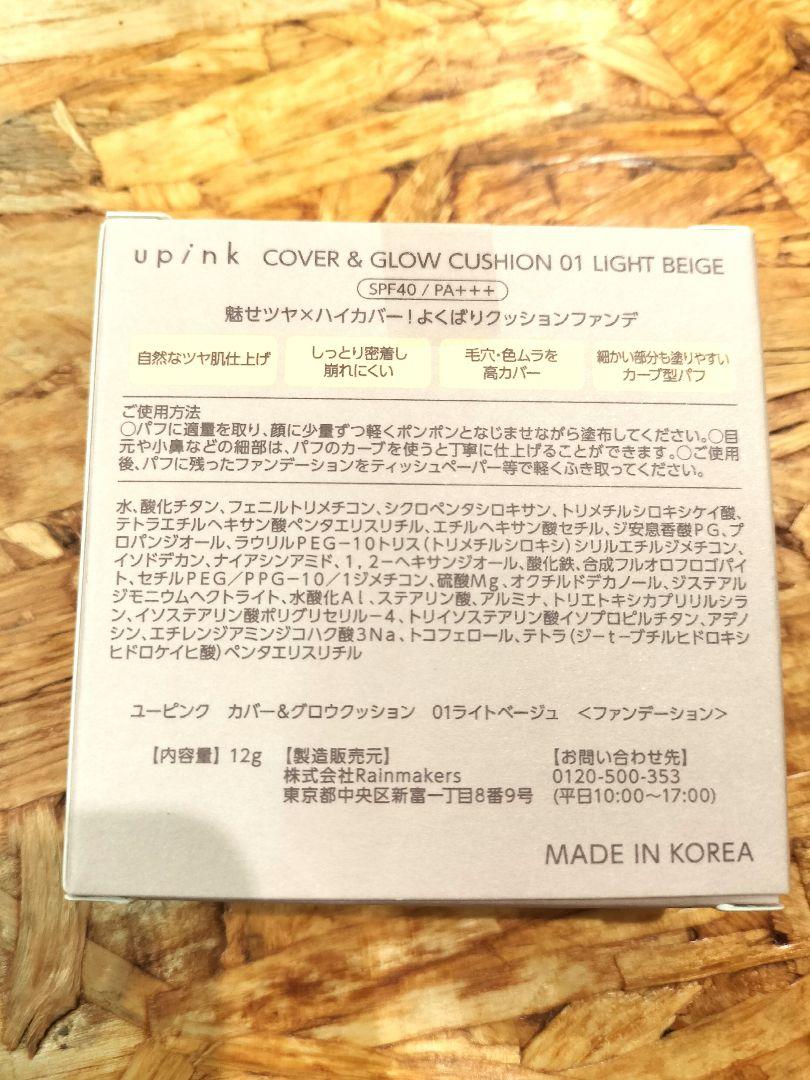 upink COVER & GLOW CUSHION 01 LIGHT BEIGE
SPF40 / PA+++
魅せツヤ×ハイカバー!よくばりクッションファンデ
自然なツヤ肌仕上げ
しっとり密着し
崩れにくい
毛穴・色ムラを
高カバー
細かい部分も塗りやすい
カーブ型パフ
ご使用方法
○パフに適量を取り、顔に少量ずつ軽くポンポンとなじませながら塗布してください。○目
元や小鼻などの細部は、パフのカーブを使うと丁寧に仕上げることができます。○ご使用
後、パフに残ったファンデーションをティッシュペーパー等で軽くふき取ってください。
水、酸化チタン、フェニルトリメチコン、シクロペンタシロキサン、トリメチルシロキシケイ酸、
テトラエチルヘキサン酸ペンタエリスリチル、エチルヘキサン酸セチル、ジ安息香酸PG、プ
ロパンジオール、ラウリルPEG-10トリス(トリメチルシロキシ)シリルエチルジメチコン、
イソドデカン、ナイアシンアミド、1,2-ヘキサンジオール、酸化鉄、合成フルオロフロゴパイ
ト、セチルPEG/PPG-10/1ジメチコン、硫酸Mg、オクチルドデカノール、ジステアル
ジモニウムヘクトライト、水酸化Al、ステアリン酸、アルミナ、トリエトキシカプリリルシラ
ン、イソステアリン酸ポリグリセリル-4、トリイソステアリン酸イソプロピルチタン、アデノ
シン、エチレンジアミンジコハク酸3Na、トコフェロール、テトラ(ジ-t-ブチルヒドロキシ
ヒドロケイヒ酸)ペンタエリスリチル
ユーピンク カバー&グロウクッション 01ライトベージュ <ファンデーション>
【内容量】12g 【製造販売元】 【お問い合わせ先】
株式会社Rainmakers 0120-500-353
東京都中央区新富一丁目8番9号 (平日10:00~17:00)
MADE IN KOREA